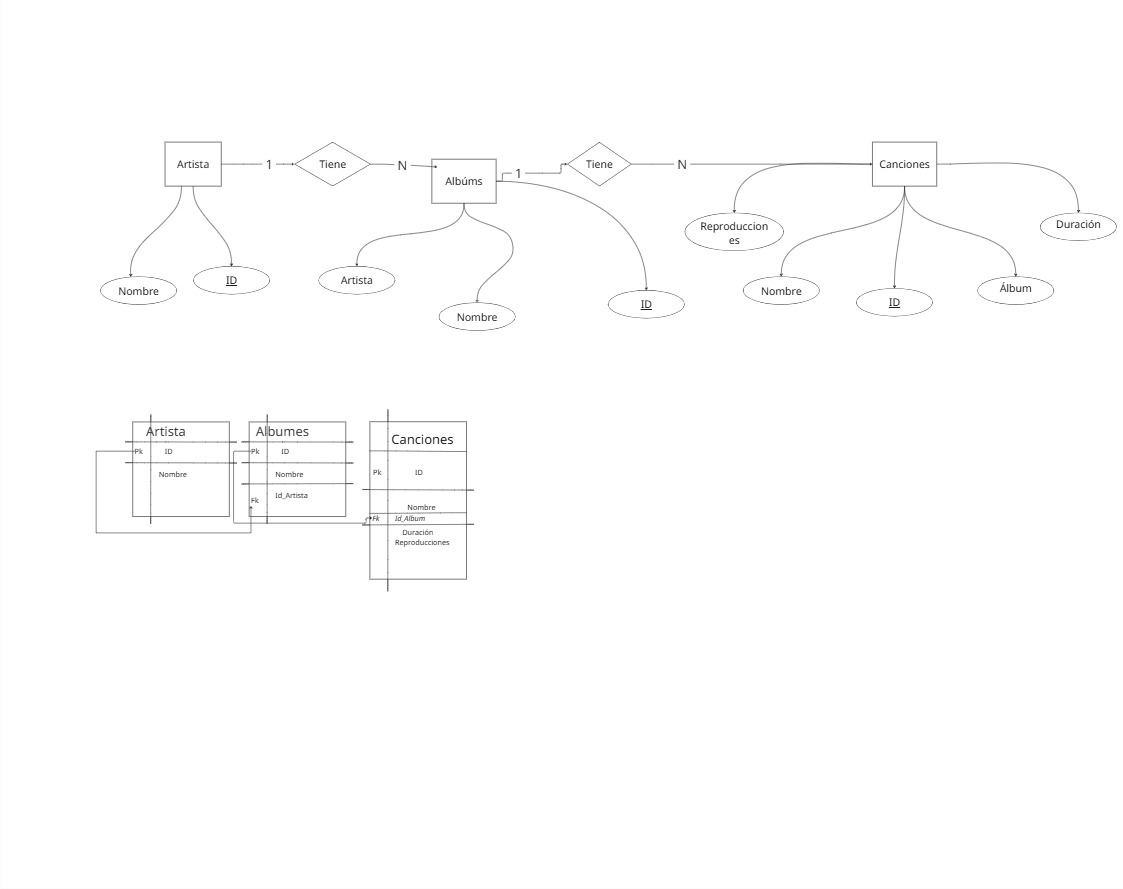 Artista
1
Tiene
N
Albúms
1
Tiene
N
Canciones
Reproduccion
es
Duración
Nombre
ID
Artista
Nombre
ID
Nombre
ID
Álbum
Artista
Pk ID
Nombre
Albumes
Pk ID
Nombre
Id_Artista
Fk
Canciones
Pk ID
Nombre
Fk Id_Album
Duración
Reproducciones